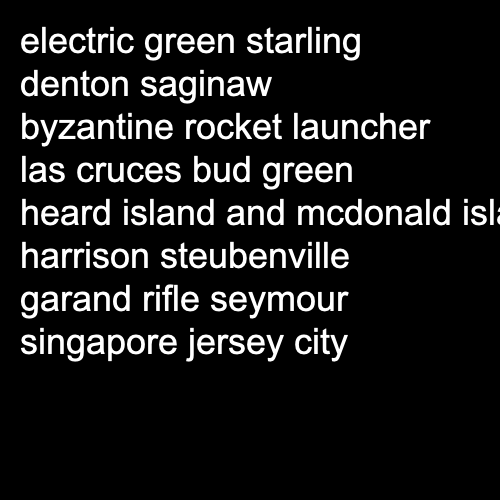 electric green starling
denton saginaw
byzantine rocket launcher
las cruces bud green
heard island and mcdonald
harrison steubenville
garand rifle seymour
singapore jersey city